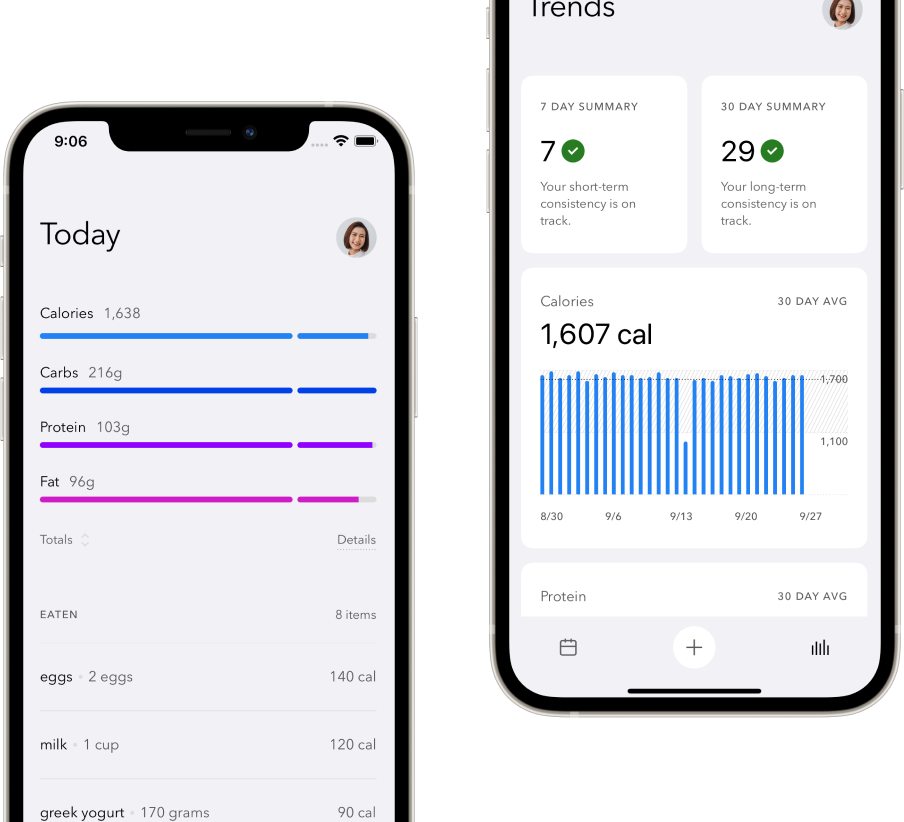 9:06
Today
Calories 1,638
Carbs 216g
Protein 103g
Fat 96g
Totals
Details
EATEN
8 items
eggs • 2 eggs
140 cal
milk • 1 cup
120 cal
greek yogurt • 170 grams
90 cal
Trends
7 DAY SUMMARY
7
Your short-term
consistency is on
track.
30 DAY SUMMARY
29
Your long-term
consistency is on
track.
Calories
30 DAY AVG
1,607 cal
1,700
1,100
8/30 9/6 9/13 9/20 9/27
Protein
30 DAY AVG